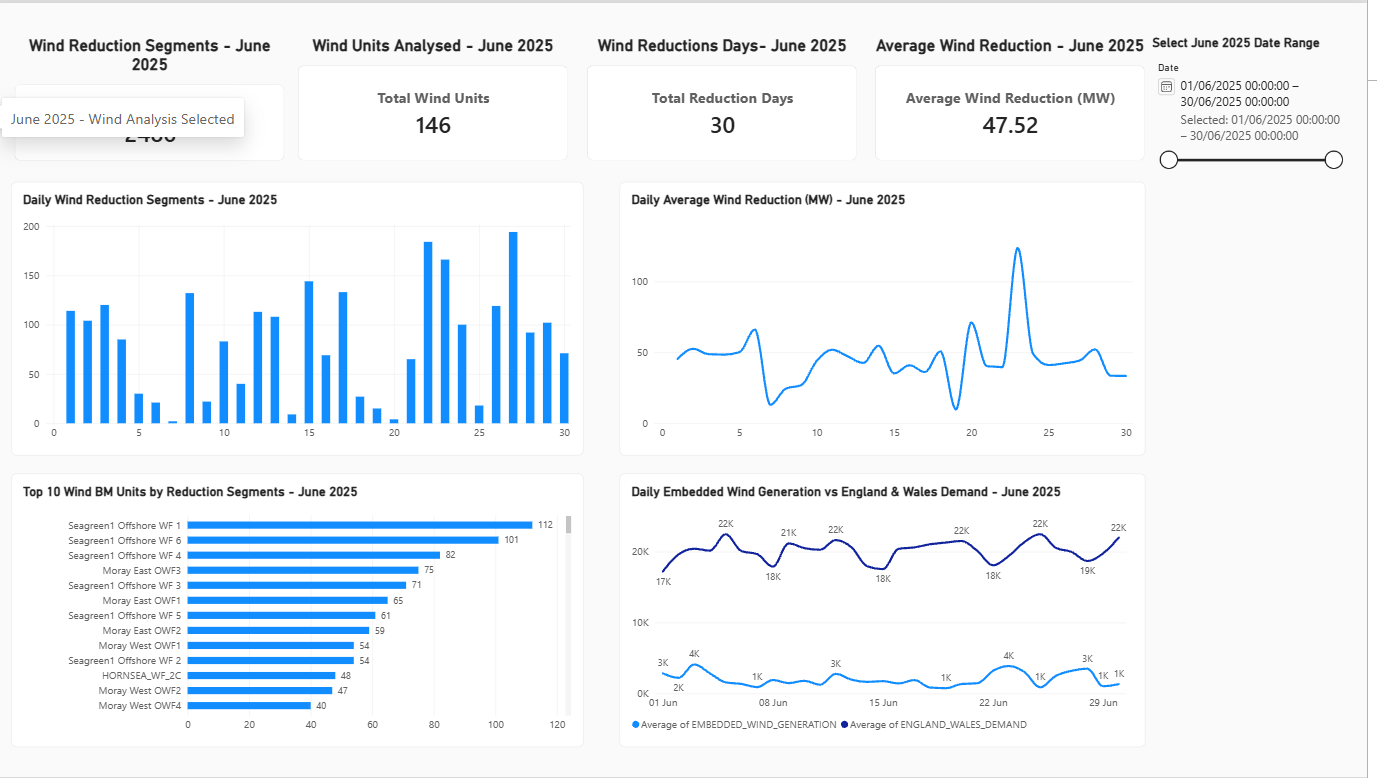 Wind Reduction Segments - June
2025
Wind Units Analysed - June 2025
Wind Reductions Days- June 2025
Average Wind Reduction - June 2025
Select June 2025 Date Range
June 2025 - Wind Analysis Selected
Total Wind Units
146
Total Reduction Days
30
Average Wind Reduction (MW)
47.52
Date
01/06/2025 00:00:00 –
30/06/2025 00:00:00
Selected: 01/06/2025 00:00:00
– 30/06/2025 00:00:00
Daily Wind Reduction Segments - June 2025
200
150
100
50
0
0 5 10 15 20 25 30
Daily Average Wind Reduction (MW) - June 2025
100
50
0
0 5 10 15 20 25 30
Top 10 Wind BM Units by Reduction Segments - June 2025
Seagreen1 Offshore WF 1 112
Seagreen1 Offshore WF 6 101
Seagreen1 Offshore WF 4 82
Moray East OWF3 75
Seagreen1 Offshore WF 3 71
Moray East OWF1 65
Seagreen1 Offshore WF 5 61
Moray East OWF2 59
Moray West OWF1 54
Seagreen1 Offshore WF 2 54
HORNSEA_WF_2C 48
Moray West OWF2 47
Moray West OWF4 40
0 20 40 60 80 100 120
Daily Embedded Wind Generation vs England & Wales Demand - June 2025
22K 21K 22K 22K 22K 22K
20K
17K 18K 18K 18K 19K
10K
3K 4K 1K 3K 1K 4K 1K 3K 1K 1K
2K
0K
01 Jun 08 Jun 15 Jun 22 Jun 29 Jun
Average of EMBEDDED_WIND_GENERATION Average of ENGLAND_WALES_DEMAND